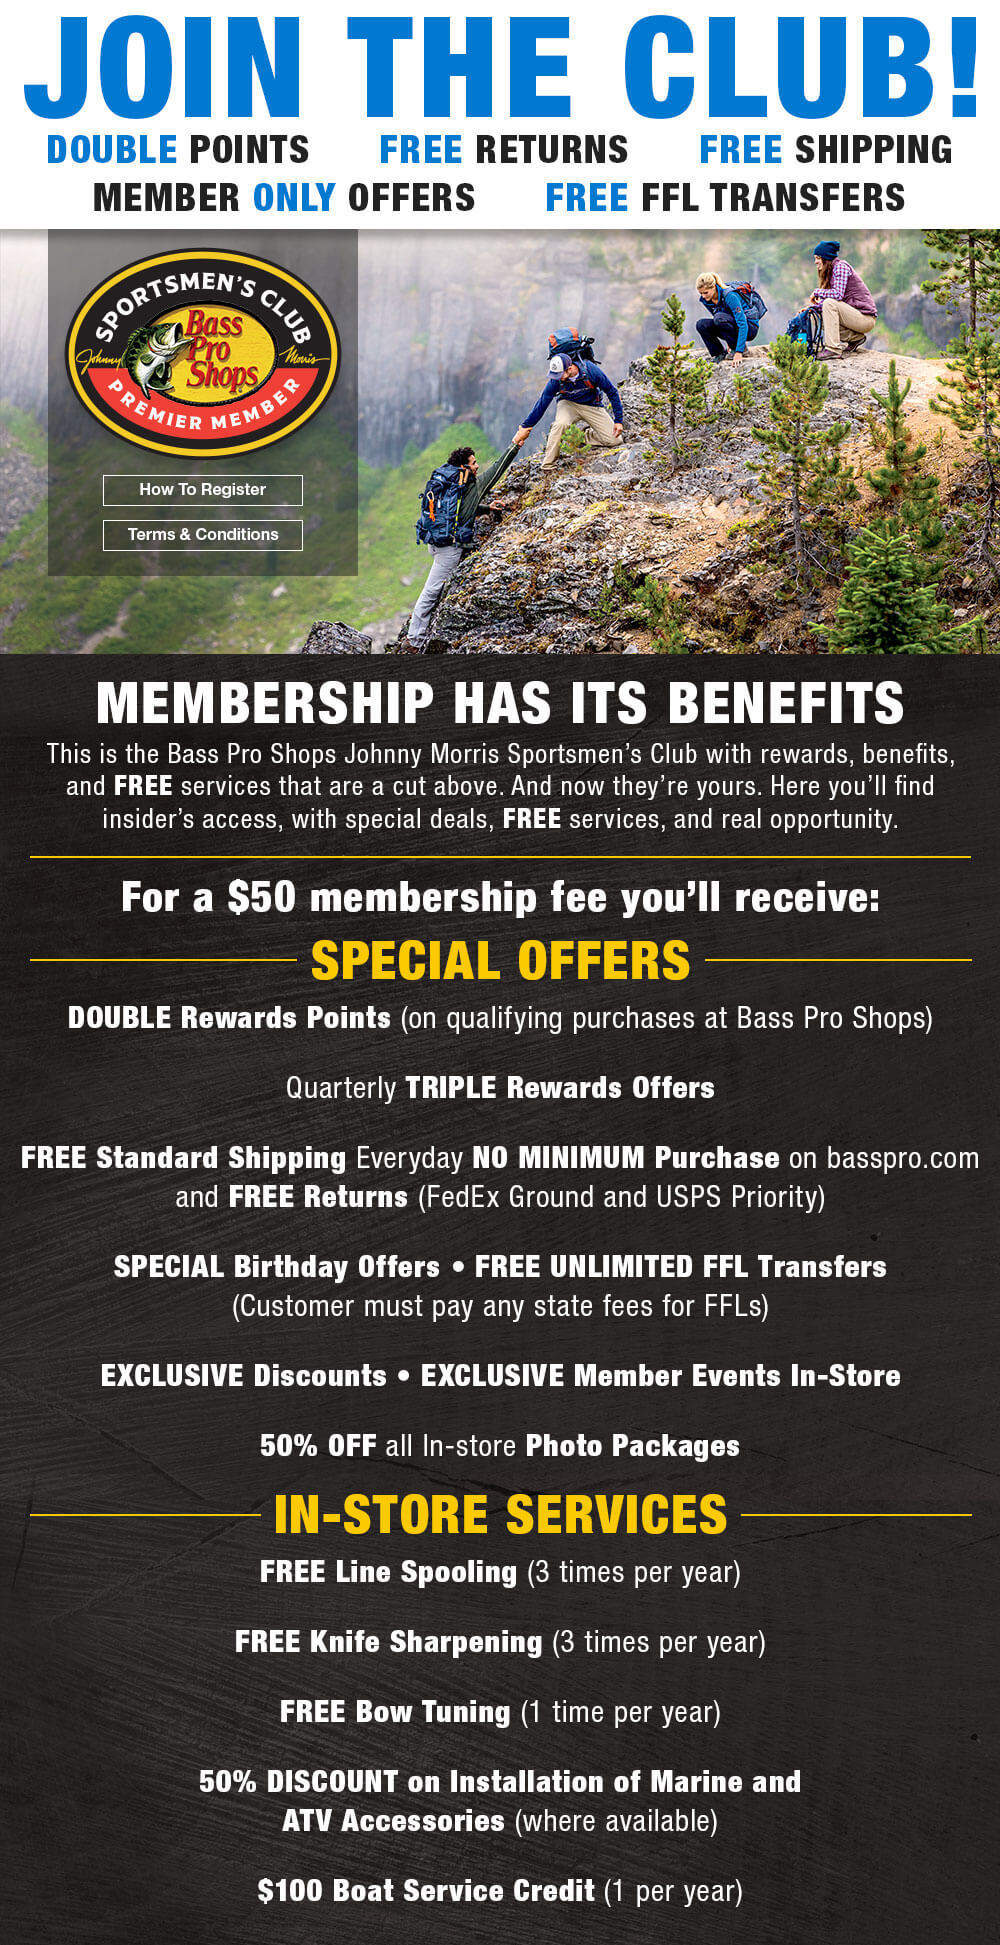 JOIN THE CLUB!
DOUBLE POINTS FREE RETURNS FREE SHIPPING
MEMBER ONLY OFFERS FREE FFL TRANSFERS
SPORTSMEN'S CLUB
Johnny Morris
Bass
Pro
Shops
PREMIER MEMBER
How To Register
Terms & Conditions
MEMBERSHIP HAS ITS BENEFITS
This is the Bass Pro Shops Johnny Morris Sportsmen's Club with rewards, benefits,
and FREE services that are a cut above. And now they're yours. Here you'll find
insider's access, with special deals, FREE services, and real opportunity.
For a $50 membership fee you'll receive:
SPECIAL OFFERS
DOUBLE Rewards Points (on qualifying purchases at Bass Pro Shops)
Quarterly TRIPLE Rewards Offers
FREE Standard Shipping Everyday NO MINIMUM Purchase on basspro.com
and FREE Returns (FedEx Ground and USPS Priority)
SPECIAL Birthday Offers • FREE UNLIMITED FFL Transfers
(Customer must pay any state fees for FFLs)
EXCLUSIVE Discounts • EXCLUSIVE Member Events In-Store
50% OFF all In-store Photo Packages
IN-STORE SERVICES
FREE Line Spooling (3 times per year)
FREE Knife Sharpening (3 times per year)
FREE Bow Tuning (1 time per year)
50% DISCOUNT on Installation of Marine and
ATV Accessories (where available)
$100 Boat Service Credit (1 per year)